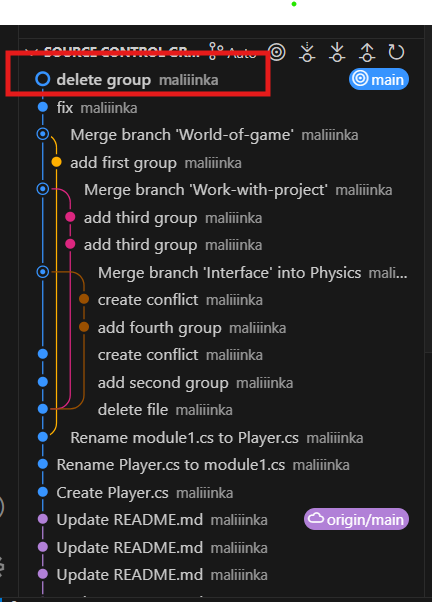 SOURCE CONTROL GR... Auto
delete group maliiinka main
fix maliiinka
Merge branch 'World-of-game' maliiinka
add first group maliiinka
Merge branch 'Work-with-project' maliiinka
add third group maliiinka
add third group maliiinka
Merge branch 'Interface' into Physics mali...
create conflict maliiinka
add fourth group maliiinka
create conflict maliiinka
add second group maliiinka
delete file maliiinka
Rename module1.cs to Player.cs maliiinka
Rename Player.cs to module1.cs maliiinka
Create Player.cs maliiinka
Update README.md maliiinka origin/main
Update README.md maliiinka
Update README.md maliiinka